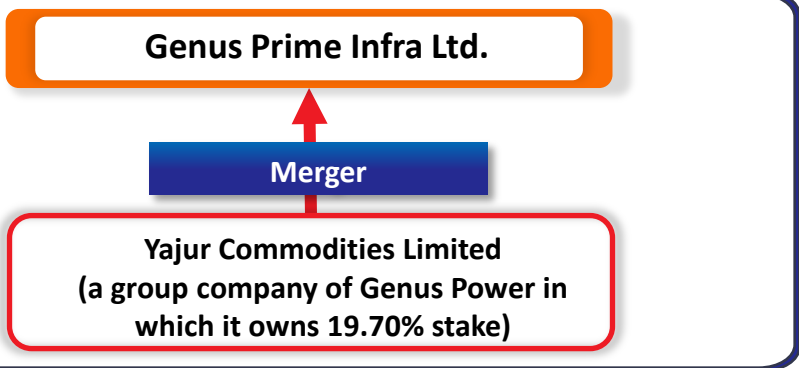 Genus Prime Infra Ltd.
Merger
Yajur Commodities Limited
(a group company of Genus Power in
which it owns 19.70% stake)